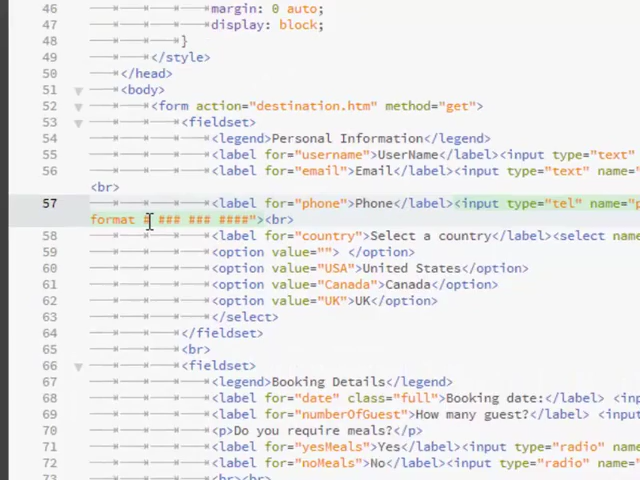 46 margin: 0 auto;
47 display: block;
48 }
49 </style>
50 </head>
51 <body>
52 <form action="destination.htm" method="get">
53 <fieldset>
54 <legend>Personal Information</legend>
55 <label for="username">UserName</label><input type="text"
56 <label for="email">Email</label><input type="text" name=
<br>
57 <label for="phone">Phone</label><input type="tel" name="p
format # ### ### ####"><br>
58 <label for="country">Select a country</label><select name
59 <option value=""> </option>
60 <option value="USA">United States</option>
61 <option value="Canada">Canada</option>
62 <option value="UK">UK</option>
63 </select>
64 </fieldset>
65 <br>
66 <fieldset>
67 <legend>Booking Details</legend>
68 <label for="date" class="full">Booking date:</label> <inp
69 <label for="numberOfGuest">How many guest?</label> <input
70 <p>Do you require meals?</p>
71 <label for="yesMeals">Yes</label><input type="radio" name
72 <label for="noMeals">No</label><input type="radio" name=
73 <br><br>